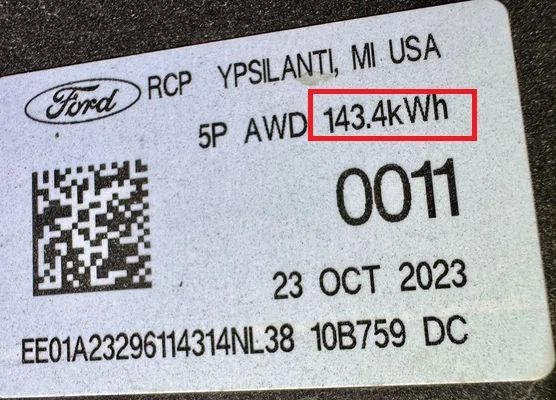 Ford RCP YPSILANTI, MI USA
5P AWD 143.4kWh
0011
23 OCT 2023
EE01A23296114314NL38 10B759 DC